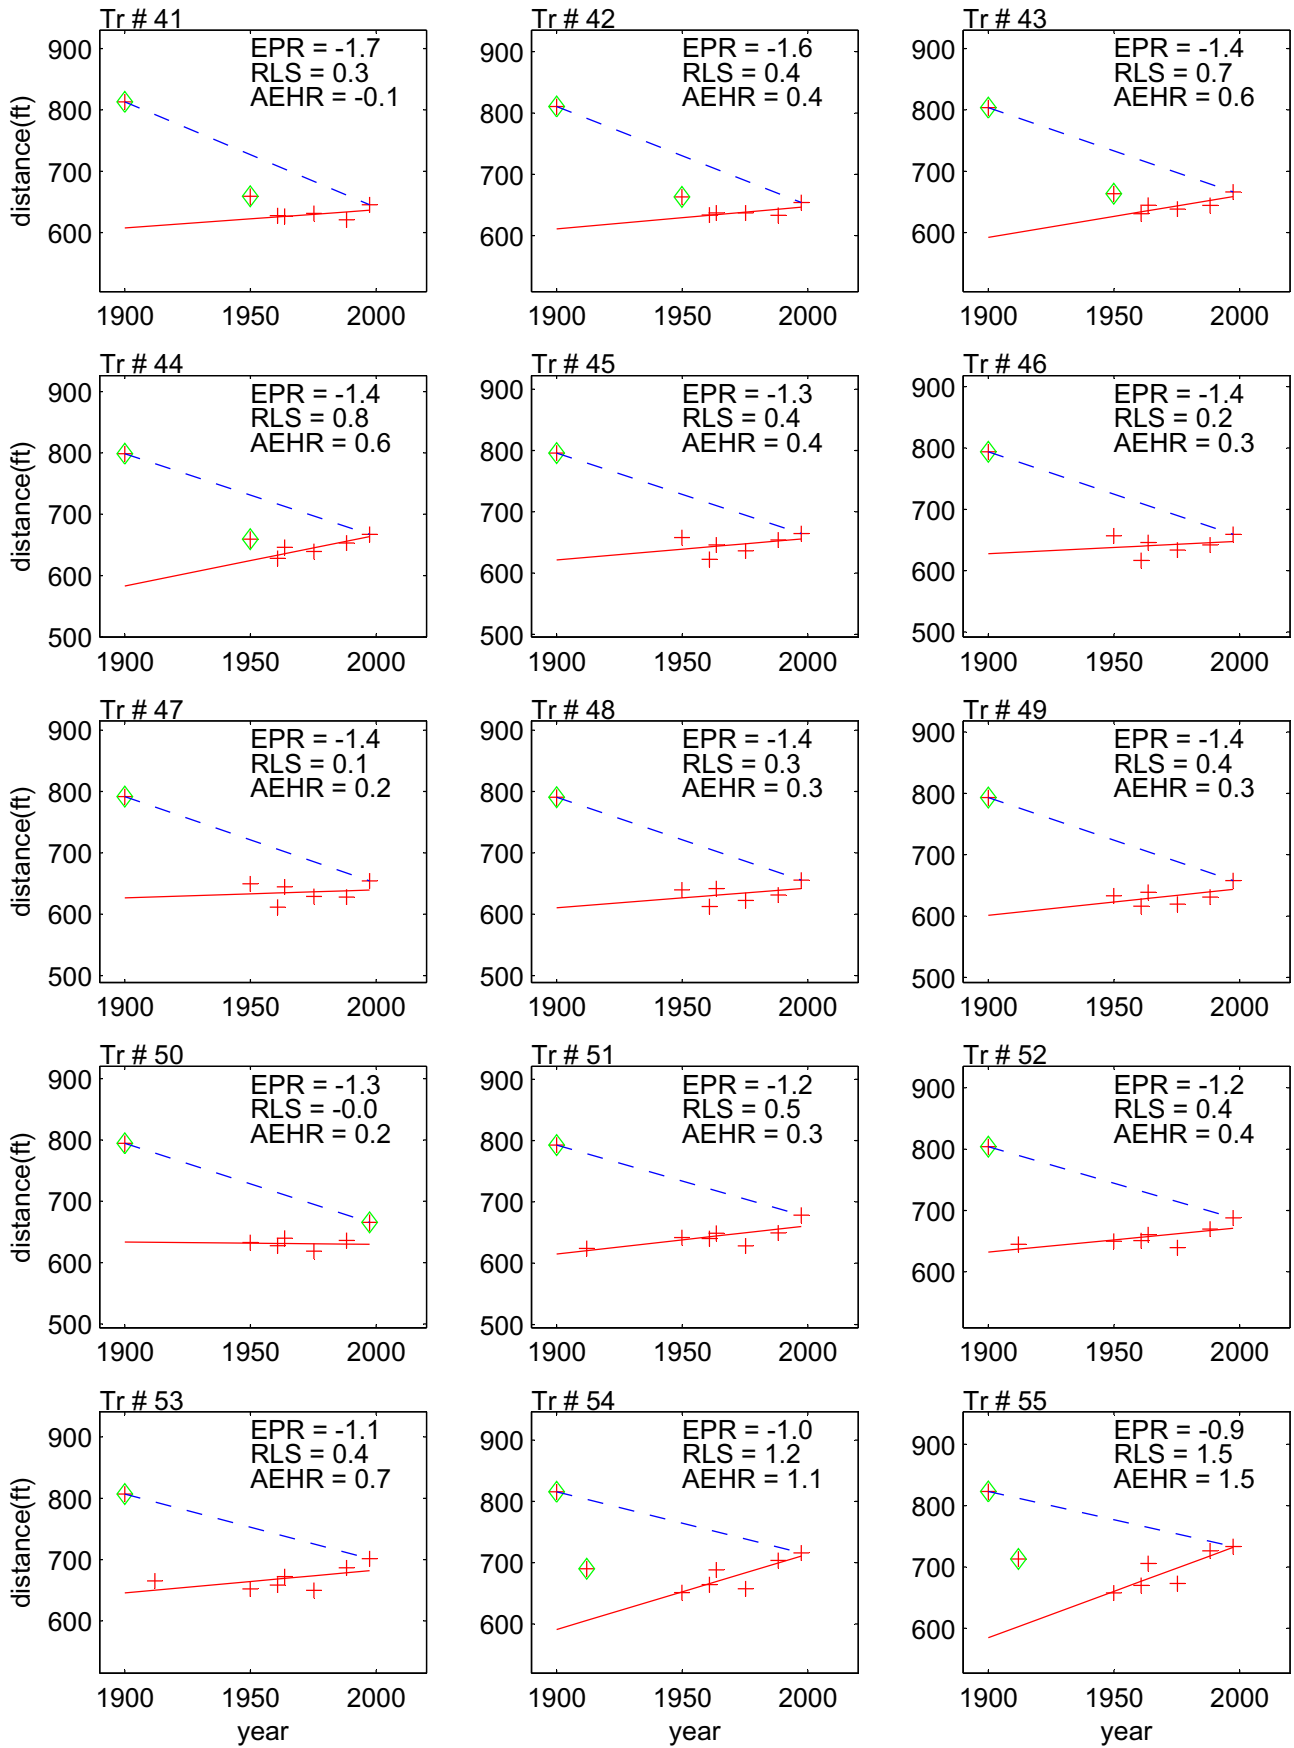 Tr # 41
EPR = -1.7
RLS = 0.3
AEHR = -0.1
900
800
700
600
distance(ft)
1900 1950 2000
Tr # 42
EPR = -1.6
RLS = 0.4
AEHR = 0.4
900
800
700
600
1900 1950 2000
Tr # 43
EPR = -1.4
RLS = 0.7
AEHR = 0.6
900
800
700
600
1900 1950 2000
Tr # 44
EPR = -1.4
RLS = 0.8
AEHR = 0.6
900
800
700
600
500
distance(ft)
1900 1950 2000
Tr # 45
EPR = -1.3
RLS = 0.4
AEHR = 0.4
900
800
700
600
500
1900 1950 2000
Tr # 46
EPR = -1.4
RLS = 0.2
AEHR = 0.3
900
800
700
600
500
1900 1950 2000
Tr # 47
EPR = -1.4
RLS = 0.1
AEHR = 0.2
900
800
700
600
500
distance(ft)
1900 1950 2000
Tr # 48
EPR = -1.4
RLS = 0.3
AEHR = 0.3
900
800
700
600
500
1900 1950 2000
Tr # 49
EPR = -1.4
RLS = 0.4
AEHR = 0.3
900
800
700
600
500
1900 1950 2000
Tr # 50
EPR = -1.3
RLS = -0.0
AEHR = 0.2
900
800
700
600
500
distance(ft)
1900 1950 2000
Tr # 51
EPR = -1.2
RLS = 0.5
AEHR = 0.3
900
800
700
600
500
1900 1950 2000
Tr # 52
EPR = -1.2
RLS = 0.4
AEHR = 0.4
900
800
700
600
1900 1950 2000
Tr # 53
EPR = -1.1
RLS = 0.4
AEHR = 0.7
900
800
700
600
distance(ft)
1900 1950 2000
year
Tr # 54
EPR = -1.0
RLS = 1.2
AEHR = 1.1
900
800
700
600
1900 1950 2000
year
Tr # 55
EPR = -0.9
RLS = 1.5
AEHR = 1.5
900
800
700
600
1900 1950 2000
year